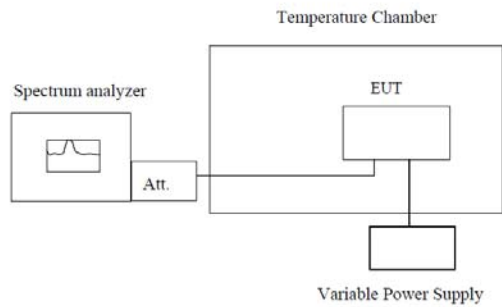 Temperature Chamber
Spectrum analyzer
EUT
Att.
Variable Power Supply